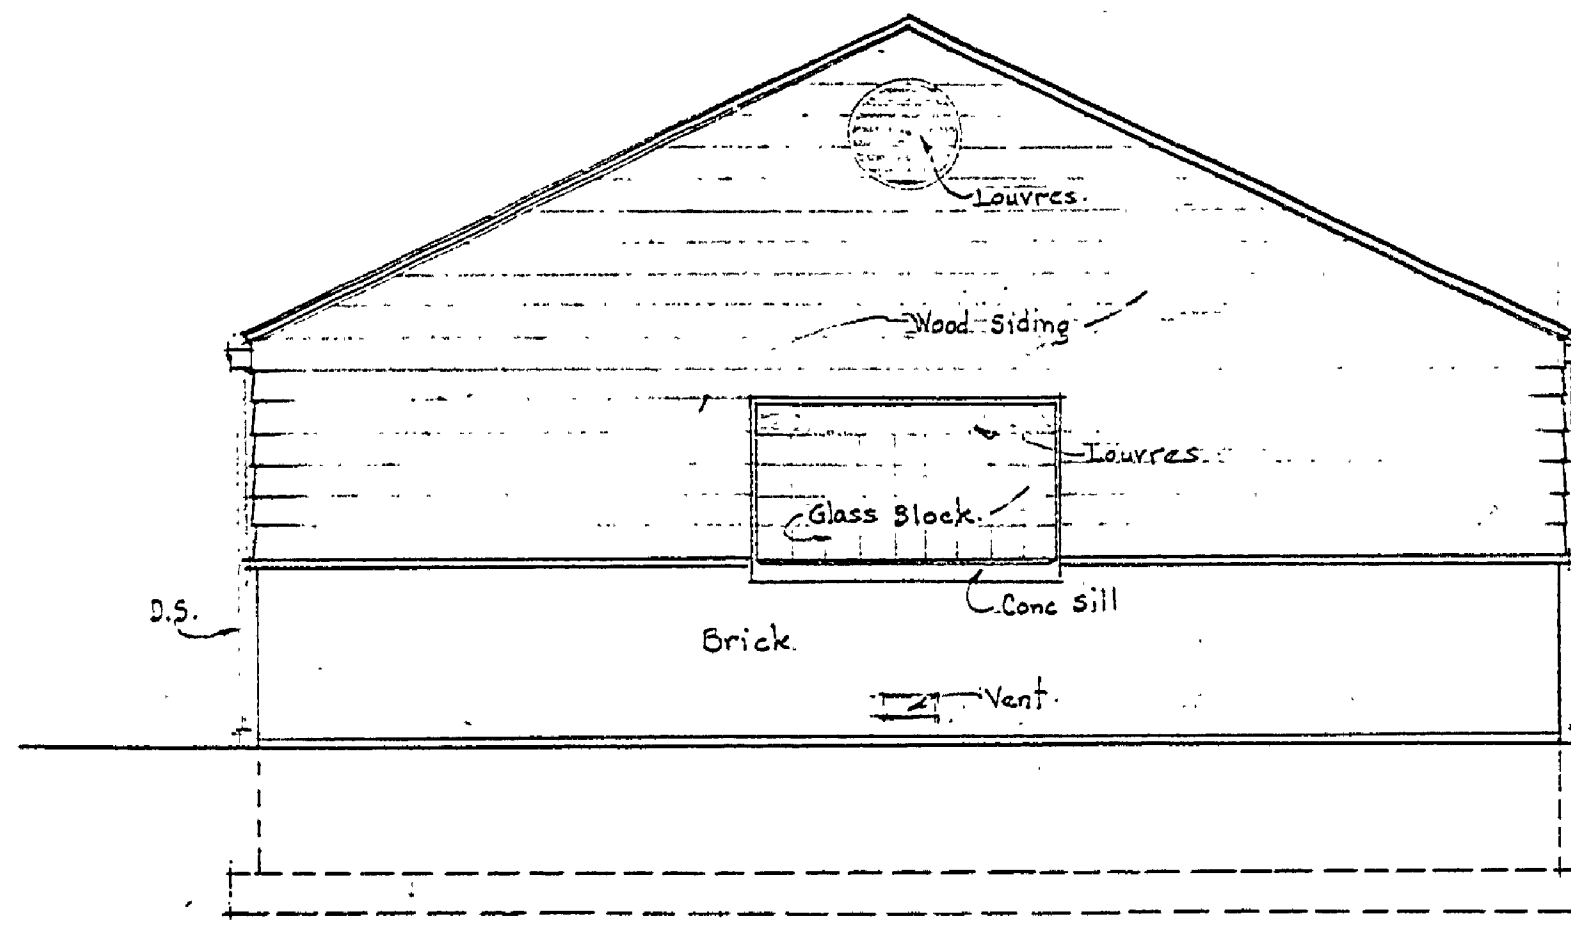 Louvres.
Wood Siding
Louvres
Glass Block.
Conc Sill
D.S.
Brick.
Vent.